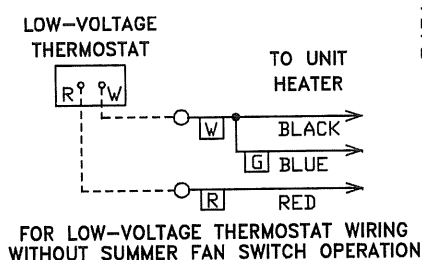 LOW-VOLTAGE
THERMOSTAT
R W
TO UNIT
HEATER
W
BLACK
G
BLUE
R
RED
FOR LOW-VOLTAGE THERMOSTAT WIRING
WITHOUT SUMMER FAN SWITCH OPERATION